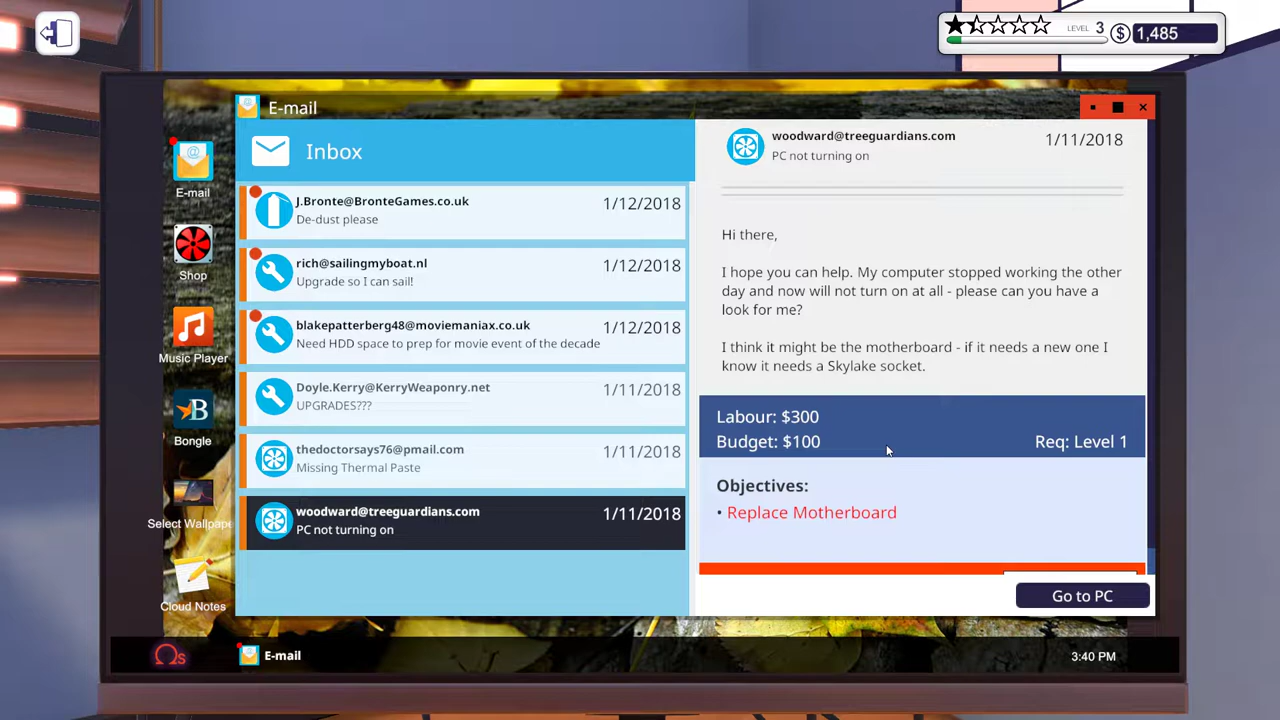 LEVEL 3 $ 1,485
E-mail
Inbox
J.Bronte@BronteGames.co.uk 1/12/2018
De-dust please
rich@sailingmyboat.nl 1/12/2018
Upgrade so I can sail!
blakepatterberg48@moviemaniax.co.uk 1/12/2018
Need HDD space to prep for movie event of the decade
Doyle.Kerry@KerryWeaponry.net 1/11/2018
UPGRADES???
thedoctorsays76@pmail.com 1/11/2018
Missing Thermal Paste
woodward@treeguardians.com 1/11/2018
PC not turning on
woodward@treeguardians.com 1/11/2018
PC not turning on
Hi there,
I hope you can help. My computer stopped working the other
day and now will not turn on at all - please can you have a
look for me?
I think it might be the motherboard - if it needs a new one I
know it needs a Skylake socket.
Labour: $300
Budget: $100 Req: Level 1
Objectives:
• Replace Motherboard
Go to PC
E-mail
Shop
Music Player
B
Bongle
Select Wallpape
Cloud Notes
Ωs
E-mail
3:40 PM